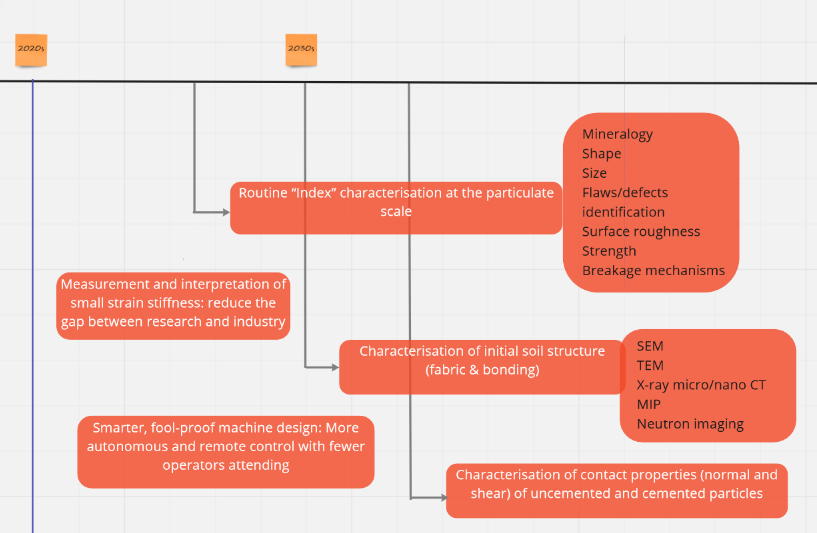 2020s
2030s
Mineralogy
Shape
Size
Flaws/defects
identification
Surface roughness
Strength
Breakage mechanisms
Routine “Index” characterisation at the particulate
scale
Measurement and interpretation of
small strain stiffness: reduce the
gap between research and industry
Characterisation of initial soil structure
(fabric & bonding)
SEM
TEM
X-ray micro/nano CT
MIP
Neutron imaging
Smarter, fool-proof machine design: More
autonomous and remote control with fewer
operators attending
Characterisation of contact properties (normal and
shear) of uncemented and cemented particles